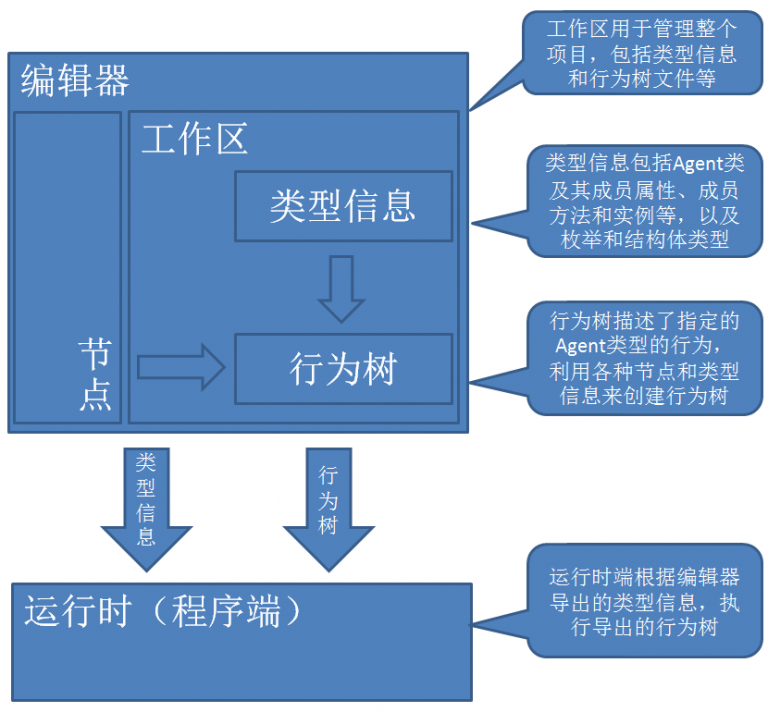 编辑器
工作区
类型信息
行为树
节
点
类
型
信
息
行
为
树
运行时（程序端）
工作区用于管理整个
项目，包括类型信息
和行为树文件等
类型信息包括Agent类
及其成员属性、成员
方法和实例等，以及
枚举和结构体类型
行为树描述了指定的
Agent类型的行为，
利用各种节点和类型
信息来创建行为树
运行时端根据编辑器
导出的类型信息，执
行导出的行为树